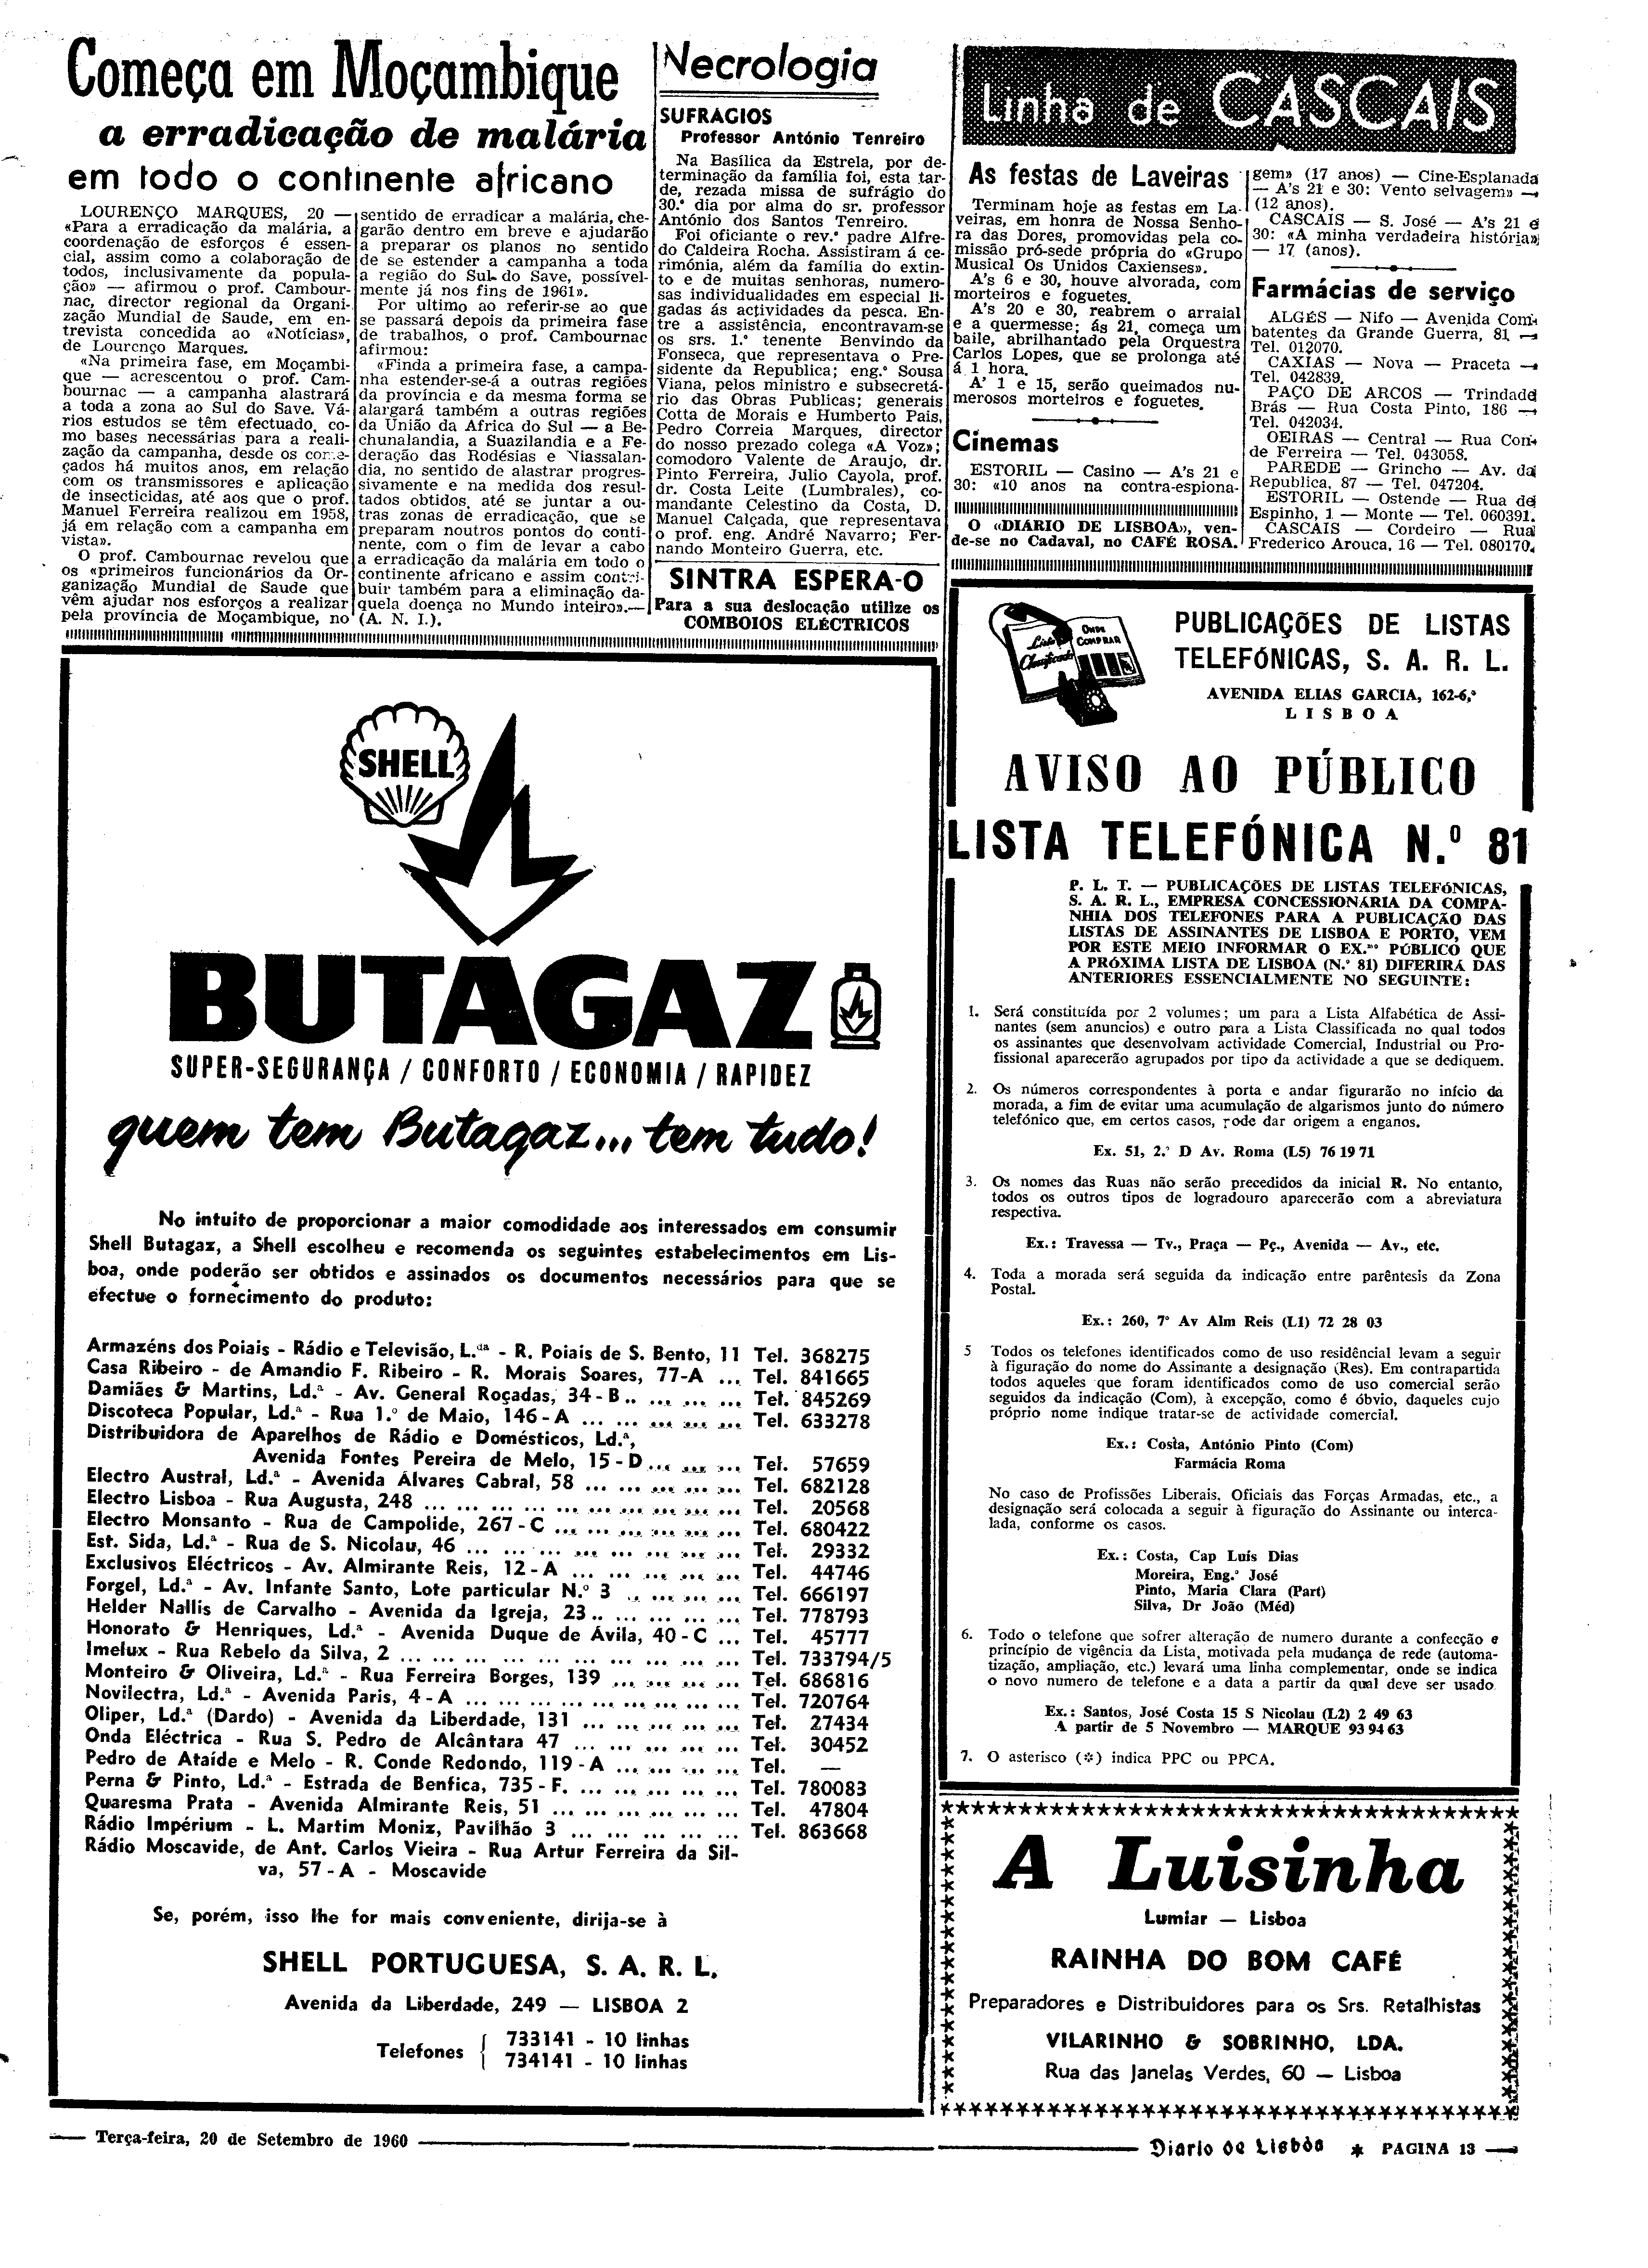 Começa em Moçambique
a erradicação de malária
em todo o continente africano
LOURENÇO MARQUES, 20 —
«Para a erradicação da malária, a
coordenação de esforços é essen-
cial, assim como a colaboração de
todos, inclusivamente da popula-
ção» — afirmou o prof. Cambour-
nac, director regional da Organi-
zação Mundial de Saude, em en-
trevista concedida ao «Notícias»,
de Lourenço Marques.
«Na primeira fase, em Moçambi-
que — acrescentou o prof. Cam-
bournac — a campanha alastrará
a toda a zona ao Sul do Save. Vá-
rios estudos se têm efectuado, co-
mo bases necessárias para a reali-
zação da campanha, desde os come-
çados há muitos anos, em relação
com os transmissores e aplicação
de insecticidas, até aos que o prof.
Manuel Ferreira realizou em 1958,
já em relação com a campanha em
vista».
O prof. Cambournac revelou que
os «primeiros funcionários da Or-
ganização Mundial de Saude que
vêm ajudar nos esforços a realizar
pela província de Moçambique, no
sentido de erradicar a malária, che-
garão dentro em breve e ajudarão
a preparar os planos no sentido
de se estender a campanha a toda
a região do Sul do Save, possível-
mente já nos fins de 1961».
Por ultimo ao referir-se ao que
se passará depois da primeira fase
de trabalhos, o prof. Cambournac
afirmou:
«Finda a primeira fase, a campa-
nha estender-se-á a outras regiões
da província e da mesma forma se
alargará também a outras regiões
da União da Africa do Sul — a Be-
chunalandia, a Suazilandia e a Fe-
deração das Rodésias e Niassalan-
dia, no sentido de alastrar progres-
sivamente e na medida dos resul-
tados obtidos, até se juntar a ou-
tras zonas de erradicação, que se
preparam noutros pontos do conti-
nente, com o fim de levar a cabo
a erradicação da malária em todo o
continente africano e assim contri-
buir também para a eliminação da-
quela doença no Mundo inteiro».—
(A. N. I.).
Necrologia
SUFRAGIOS
Professor António Tenreiro
Na Basílica da Estrela, por de-
terminação da família foi, esta tar-
de, rezada missa de sufrágio do
30.º dia por alma do sr. professor
António dos Santos Tenreiro.
Foi oficiante o rev.º padre Alfre-
do Caldeira Rocha. Assistiram á ce-
rimónia, além da família do extin-
to e de muitas senhoras, numero-
sas individualidades em especial li-
gadas ás actividades da pesca. En-
tre a assistência, encontravam-se
os srs. 1.º tenente Benvindo da
Fonseca, que representava o Pre-
sidente da Republica; eng.º Sousa
Viana, pelos ministro e subsecretá-
rio das Obras Publicas; generais
Cotta de Morais e Humberto Pais,
Pedro Correia Marques, director
do nosso prezado colega «A Voz»;
comodoro Valente de Araujo, dr.
Pinto Ferreira, Julio Cayola, prof.
dr. Costa Leite (Lumbrales), co-
mandante Celestino da Costa, D.
Manuel Calçada, que representava
o prof. eng. André Navarro; Fer-
nando Monteiro Guerra, etc.
SINTRA ESPERA-O
Para a sua deslocação utilize os
COMBOIOS ELÉCTRICOS
Linha de CASCAIS
As festas de Laveiras
Terminam hoje as festas em La-
veiras, em honra de Nossa Senho-
ra das Dores, promovidas pela co-
missão pró-sede própria do «Grupo
Musical Os Unidos Caxienses».
A's 6 e 30, houve alvorada, com
morteiros e foguetes.
A's 20 e 30, reabrem o arraial
e a quermesse; ás 21, começa um
baile, abrilhantado pela Orquestra
Carlos Lopes, que se prolonga até
á 1 hora.
A' 1 e 15, serão queimados nu-
merosos morteiros e foguetes.
Cinemas
ESTORIL — Casino — A's 21 e
30: «10 anos na contra-espiona-
O «DIÁRIO DE LISBOA», ven-
de-se no Cadaval, no CAFÉ ROSA.
gem» (17 anos) — Cine-Esplanada
— A's 21 e 30: Vento selvagem» —
(12 anos).
CASCAIS — S. José — A's 21 e
30: «A minha verdadeira história»
— 17 (anos).
Farmácias de serviço
ALGÉS — Nifo — Avenida Com-
batentes da Grande Guerra, 81 —
Tel. 012070.
CAXIAS — Nova — Praceta —
Tel. 042839.
PAÇO DE ARCOS — Trindade
Brás — Rua Costa Pinto, 186 —
Tel. 042034.
OEIRAS — Central — Rua Con-
de Ferreira — Tel. 043058.
PAREDE — Grincho — Av. da
Republica, 87 — Tel. 047204.
ESTORIL — Ostende — Rua de
Espinho, 1 — Monte — Tel. 060391.
CASCAIS — Cordeiro — Rua
Frederico Arouca, 16 — Tel. 080170.
SHELL
BUTAGAZ
SUPER-SEGURANÇA / CONFORTO / ECONOMIA / RAPIDEZ
quem tem Butagaz... tem tudo!
No intuito de proporcionar a maior comodidade aos interessados em consumir
Shell Butagaz, a Shell escolheu e recomenda os seguintes estabelecimentos em Lis-
boa, onde poderão ser obtidos e assinados os documentos necessários para que se
efectue o fornecimento do produto:
Armazéns dos Poiais - Rádio e Televisão, L.da - R. Poiais de S. Bento, 11 Tel. 368275
Casa Ribeiro - de Amandio F. Ribeiro - R. Morais Soares, 77-A ... Tel. 841665
Damiães & Martins, Ld.ª - Av. General Roçadas, 34-B .. ... ... ... Tel. 845269
Discoteca Popular, Ld.ª - Rua 1.º de Maio, 146-A ... ... ... ... ... Tel. 633278
Distribuidora de Aparelhos de Rádio e Domésticos, Ld.ª,
Avenida Fontes Pereira de Melo, 15-D ... ... ... Tel. 57659
Electro Austral, Ld.ª - Avenida Álvares Cabral, 58 ... ... ... ... ... Tel. 682128
Electro Lisboa - Rua Augusta, 248 ... ... ... ... ... ... ... ... ... Tel. 20568
Electro Monsanto - Rua de Campolide, 267-C ... ... ... ... ... ... Tel. 680422
Est. Sida, Ld.ª - Rua de S. Nicolau, 46 ... ... ... ... ... ... ... ... Tel. 29332
Exclusivos Eléctricos - Av. Almirante Reis, 12-A ... ... ... ... ... Tel. 44746
Forgel, Ld.ª - Av. Infante Santo, Lote particular N.º 3 .. ... ... ... Tel. 666197
Helder Nallis de Carvalho - Avenida da Igreja, 23 .. ... ... ... ... Tel. 778793
Honorato & Henriques, Ld.ª - Avenida Duque de Ávila, 40-C ... Tel. 45777
Imelux - Rua Rebelo da Silva, 2 ... ... ... ... ... ... ... ... ... ... Tel. 733794/5
Monteiro & Oliveira, Ld.ª - Rua Ferreira Borges, 139 ... ... ... ... Tel. 686816
Novilectra, Ld.ª - Avenida Paris, 4-A ... ... ... ... ... ... ... ... Tel. 720764
Oliper, Ld.ª (Dardo) - Avenida da Liberdade, 131 ... ... ... ... ... Tel. 27434
Onda Eléctrica - Rua S. Pedro de Alcântara 47 ... ... ... ... ... Tel. 30452
Pedro de Ataíde e Melo - R. Conde Redondo, 119-A ... ... ... ... Tel. —
Perna & Pinto, Ld.ª - Estrada de Benfica, 735-F. ... ... ... ... ... Tel. 780083
Quaresma Prata - Avenida Almirante Reis, 51 ... ... ... ... ... ... Tel. 47804
Rádio Impérium - L. Martim Moniz, Pavilhão 3 ... ... ... ... ... Tel. 863668
Rádio Moscavide, de Ant. Carlos Vieira - Rua Artur Ferreira da Sil-
va, 57-A - Moscavide
Se, porém, isso lhe for mais conveniente, dirija-se à
SHELL PORTUGUESA, S. A. R. L.
Avenida da Liberdade, 249 — LISBOA 2
Telefones { 733141 - 10 linhas
734141 - 10 linhas
Lista Classificada
ONDE COMPRAR
PUBLICAÇÕES DE LISTAS
TELEFÓNICAS, S. A. R. L.
AVENIDA ELIAS GARCIA, 162-6.º
LISBOA
AVISO AO PÚBLICO
LISTA TELEFÓNICA N.º 81
P. L. T. — PUBLICAÇÕES DE LISTAS TELEFÓNICAS,
S. A. R. L., EMPRESA CONCESSIONÁRIA DA COMPA-
NHIA DOS TELEFONES PARA A PUBLICAÇÃO DAS
LISTAS DE ASSINANTES DE LISBOA E PORTO, VEM
POR ESTE MEIO INFORMAR O EX.mo PÚBLICO QUE
A PRÓXIMA LISTA DE LISBOA (N.º 81) DIFERIRÁ DAS
ANTERIORES ESSENCIALMENTE NO SEGUINTE:
1. Será constituída por 2 volumes; um para a Lista Alfabética de Assi-
nantes (sem anuncios) e outro para a Lista Classificada no qual todos
os assinantes que desenvolvam actividade Comercial, Industrial ou Pro-
fissional aparecerão agrupados por tipo da actividade a que se dediquem.
2. Os números correspondentes à porta e andar figurarão no início da
morada, a fim de evitar uma acumulação de algarismos junto do número
telefónico que, em certos casos, pode dar origem a enganos.
Ex. 51, 2.º D Av. Roma (L5) 76 19 71
3. Os nomes das Ruas não serão precedidos da inicial R. No entanto,
todos os outros tipos de logradouro aparecerão com a abreviatura
respectiva.
Ex.: Travessa — Tv., Praça — Pç., Avenida — Av., etc.
4. Toda a morada será seguida da indicação entre parêntesis da Zona
Postal.
Ex.: 260, 7º Av Alm Reis (L1) 72 28 03
5 Todos os telefones identificados como de uso residêncial levam a seguir
à figuração do nome do Assinante a designação (Res). Em contrapartida
todos aqueles que foram identificados como de uso comercial serão
seguidos da indicação (Com), à excepção, como é óbvio, daqueles cujo
próprio nome indique tratar-se de actividade comercial.
Ex.: Costa, António Pinto (Com)
Farmácia Roma
No caso de Profissões Liberais, Oficiais das Forças Armadas, etc., a
designação será colocada a seguir à figuração do Assinante ou interca-
lada, conforme os casos.
Ex.: Costa, Cap Luís Dias
Moreira, Eng.º José
Pinto, Maria Clara (Part)
Silva, Dr João (Méd)
6. Todo o telefone que sofrer alteração de numero durante a confecção e
princípio de vigência da Lista, motivada pela mudança de rede (automa-
tização, ampliação, etc.) levará uma linha complementar, onde se indica
o novo numero de telefone e a data a partir da qual deve ser usado
Ex.: Santos, José Costa 15 S Nicolau (L2) 2 49 63
A partir de 5 Novembro — MARQUE 93 94 63
7. O asterisco (*) indica PPC ou PPCA.
A Luisinha
Lumiar — Lisboa
RAINHA DO BOM CAFÉ
Preparadores e Distribuidores para os Srs. Retalhistas
VILARINHO & SOBRINHO, LDA.
Rua das Janelas Verdes, 60 — Lisboa
Terça-feira, 20 de Setembro de 1960
Diario de Lisboa * PAGINA 13